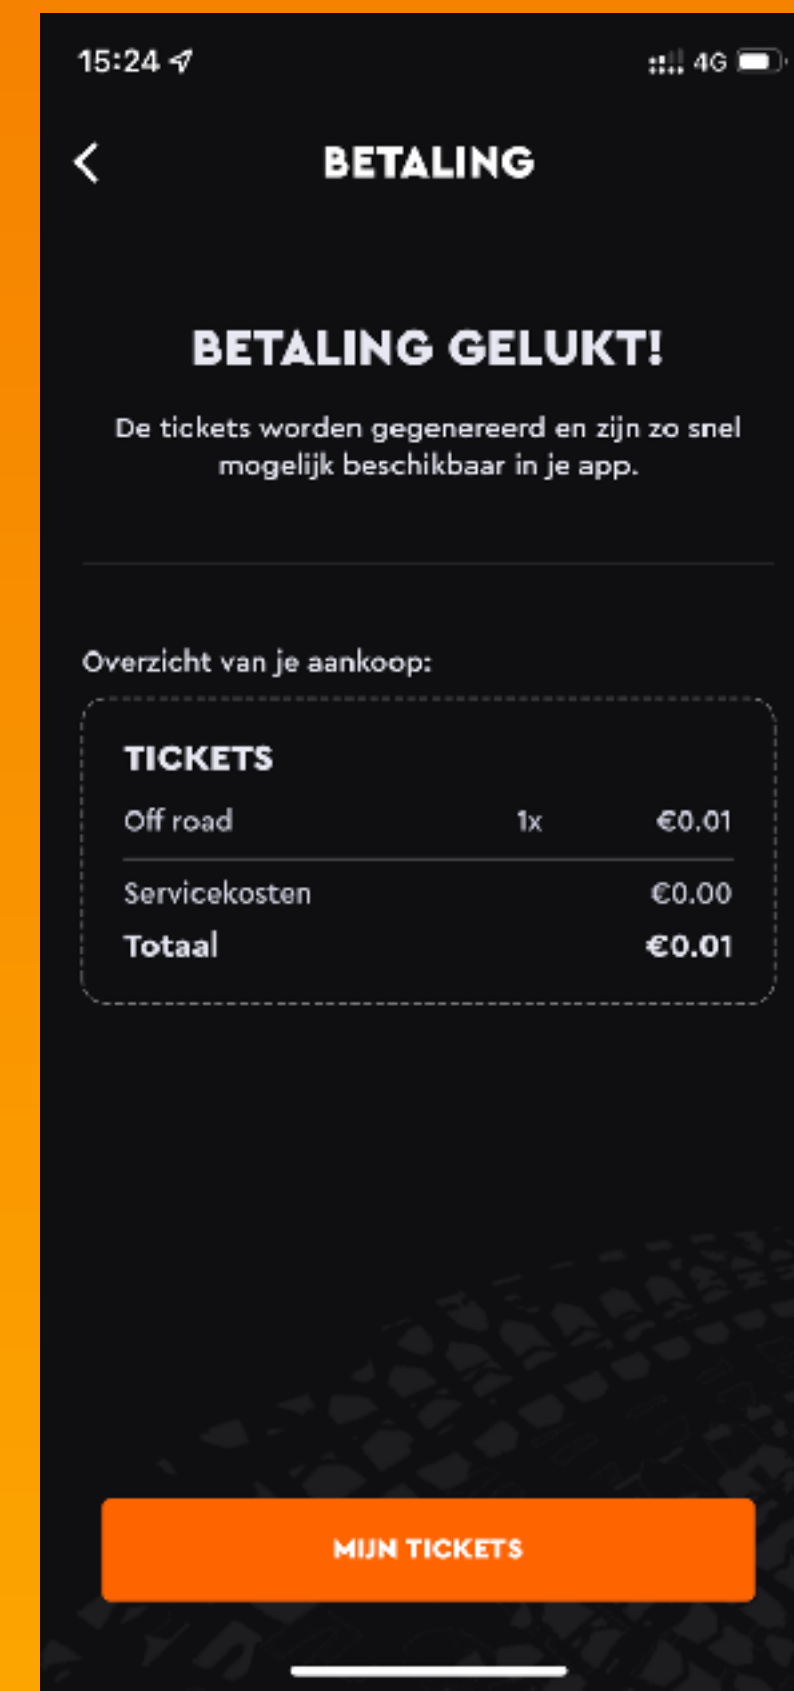 15:24 4G
BETALING
BETALING GELUKT!
De tickets worden gegenereerd en zijn zo snel
mogelijk beschikbaar in je app.
Overzicht van je aankoop:
TICKETS
Off road 1x €0.01
Servicekosten €0.00
Totaal €0.01
MIJN TICKETS